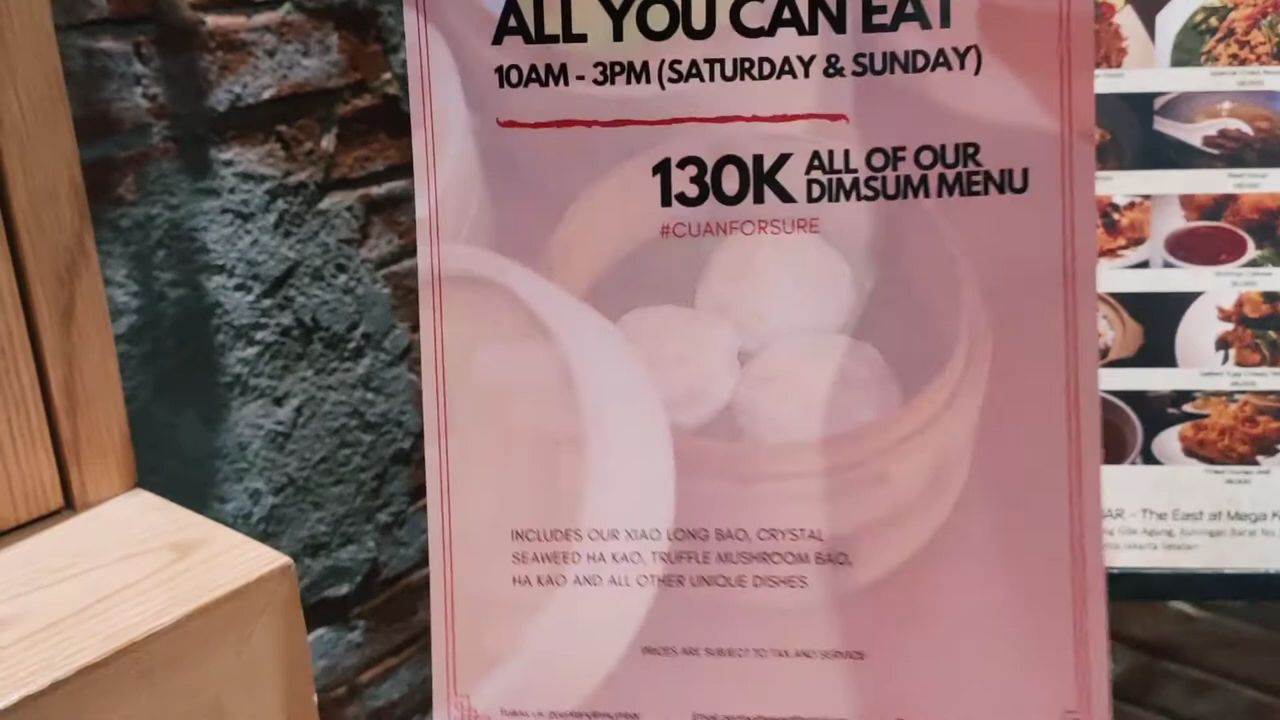 ALL YOU CAN EAT
10AM - 3PM (SATURDAY & SUNDAY)
130K ALL OF OUR
DIMSUM MENU
#CUANFORSURE
INCLUDES OUR XIAO LONG BAO, CRYSTAL
SEAWEED HA KAO, TRUFFLE MUSHROOM BAO,
HA KAO AND ALL OTHER UNIQUE DISHES
PRICES ARE SUBJECT TO TAX AND SERVICE
AR - The East at Mega K